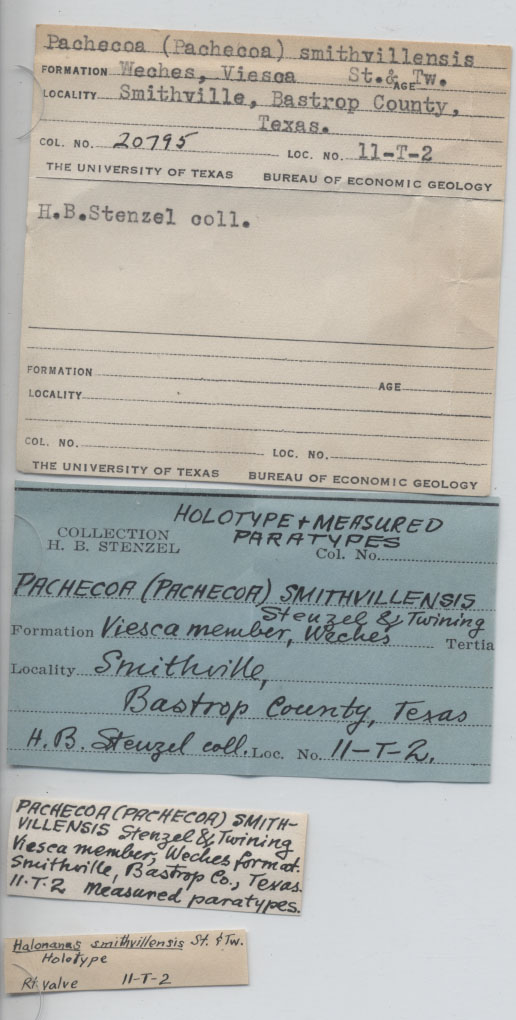 Pachecoa (Pachecoa) smithvillensis
FORMATION Weches, Viesca St.& Tw. AGE
LOCALITY Smithville, Bastrop County,
Texas.
COL. NO. 20795 LOC. NO. 11-T-2
THE UNIVERSITY OF TEXAS BUREAU OF ECONOMIC GEOLOGY
H.B.Stenzel coll.
FORMATION AGE
LOCALITY
COL. NO. LOC. NO.
THE UNIVERSITY OF TEXAS BUREAU OF ECONOMIC GEOLOGY
HOLOTYPE + MEASURED
PARATYPES
COLLECTION
H. B. STENZEL
Col. No.
PACHECOA (PACHECOA) SMITHVILLENSIS
Stenzel & Twining
Formation Viesca member, Weches Tertia
Locality Smithville,
Bastrop County, Texas
H. B. Stenzel coll. Loc. No. 11-T-2.
PACHECOA (PACHECOA) SMITH-
VILLENSIS Stenzel & Twining
Viesca member, Weches format.
Smithville, Bastrop Co., Texas.
11-T-2 Measured paratypes.
Halonanas smithvillensis St. & Tw.
Holotype
Rt valve 11-T-2